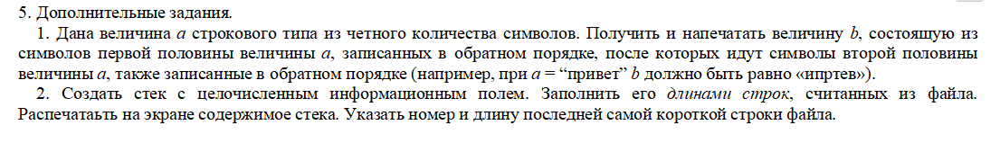 5. Дополнительные задания.
1. Дана величина a строкового типа из четного количества символов. Получить и напечатать величину b, состоящую из
символов первой половины величины a, записанных в обратном порядке, после которых идут символы второй половины
величины a, также записанные в обратном порядке (например, при a = “привет” b должно быть равно «ипртев»).
2. Создать стек с целочисленным информационным полем. Заполнить его длинами строк, считанных из файла.
Распечатаьть на экране содержимое стека. Указать номер и длину последней самой короткой строки файла.